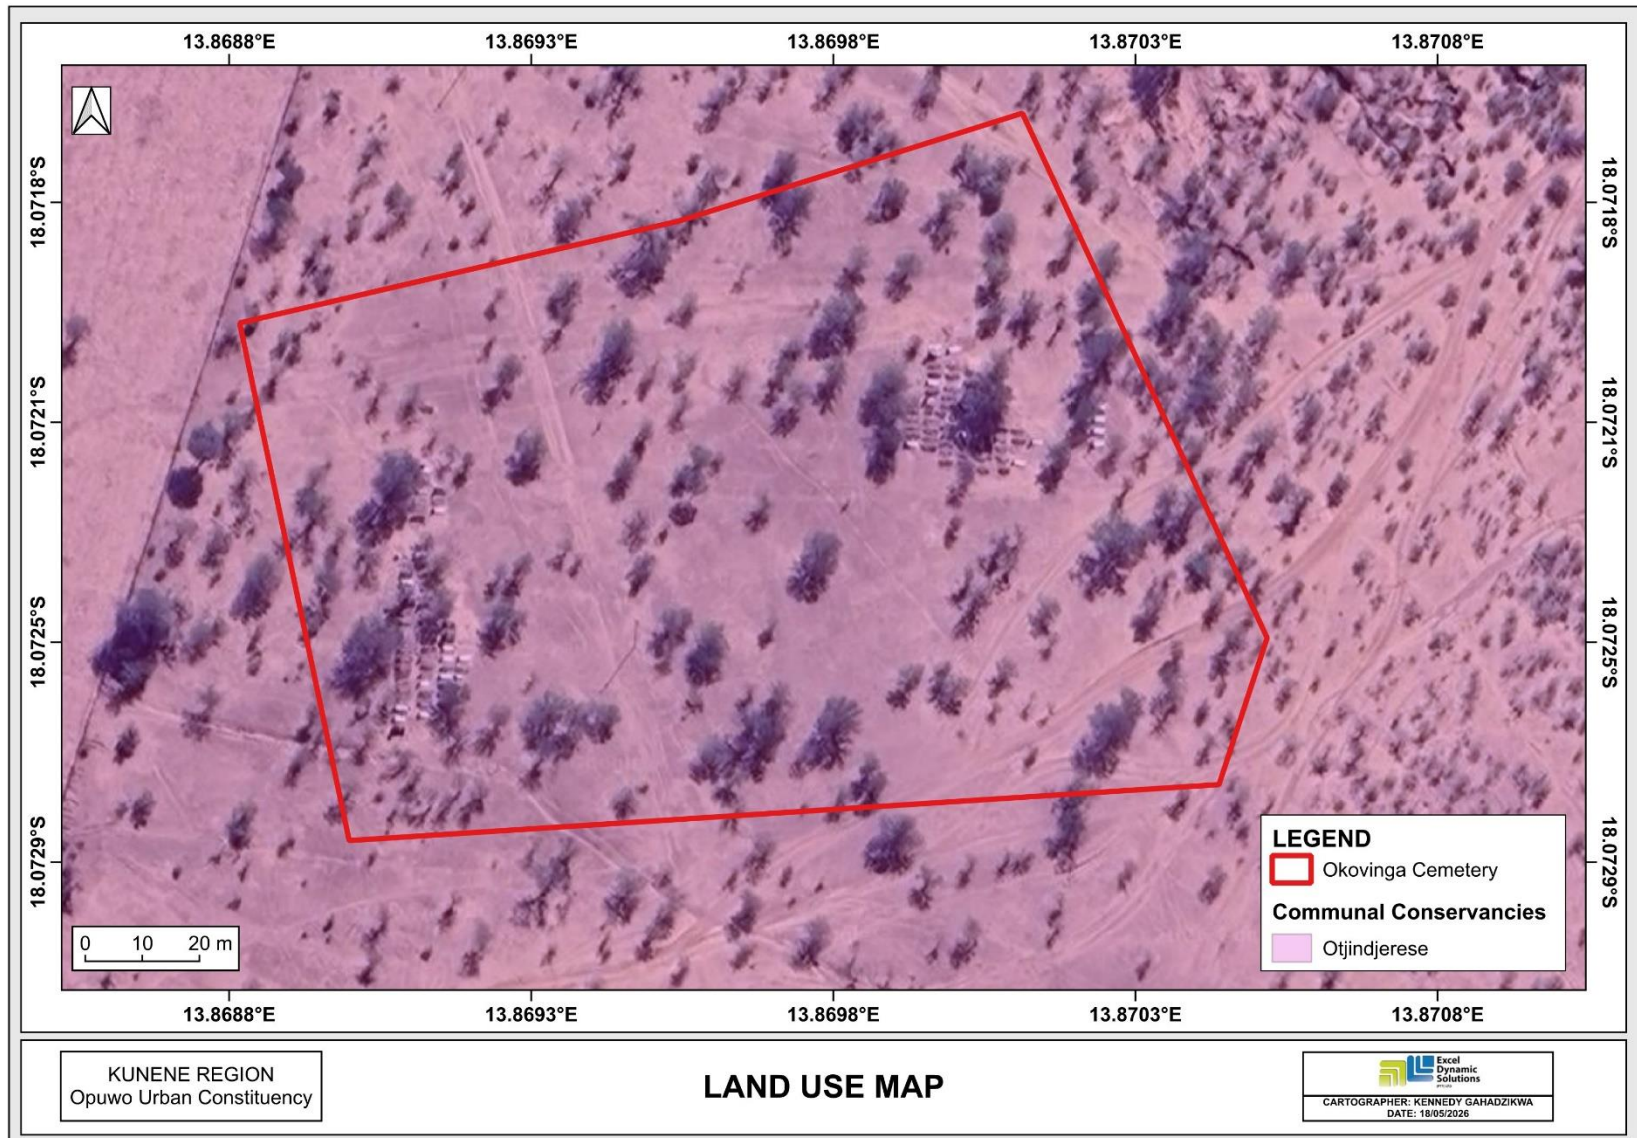 13.8688°E 13.8693°E 13.8698°E 13.8703°E 13.8708°E
18.0718°S
18.0721°S
18.0725°S
18.0729°S
18.0718°S
18.0721°S
18.0725°S
18.0729°S
LEGEND
Okovinga Cemetery
Communal Conservancies
Otjindjerese
0 10 20 m
13.8688°E 13.8693°E 13.8698°E 13.8703°E 13.8708°E
KUNENE REGION
Opuwo Urban Constituency
LAND USE MAP
Excel
Dynamic
Solutions
CARTOGRAPHER: KENNEDY GAHADZIKWA
DATE: 18/05/2026